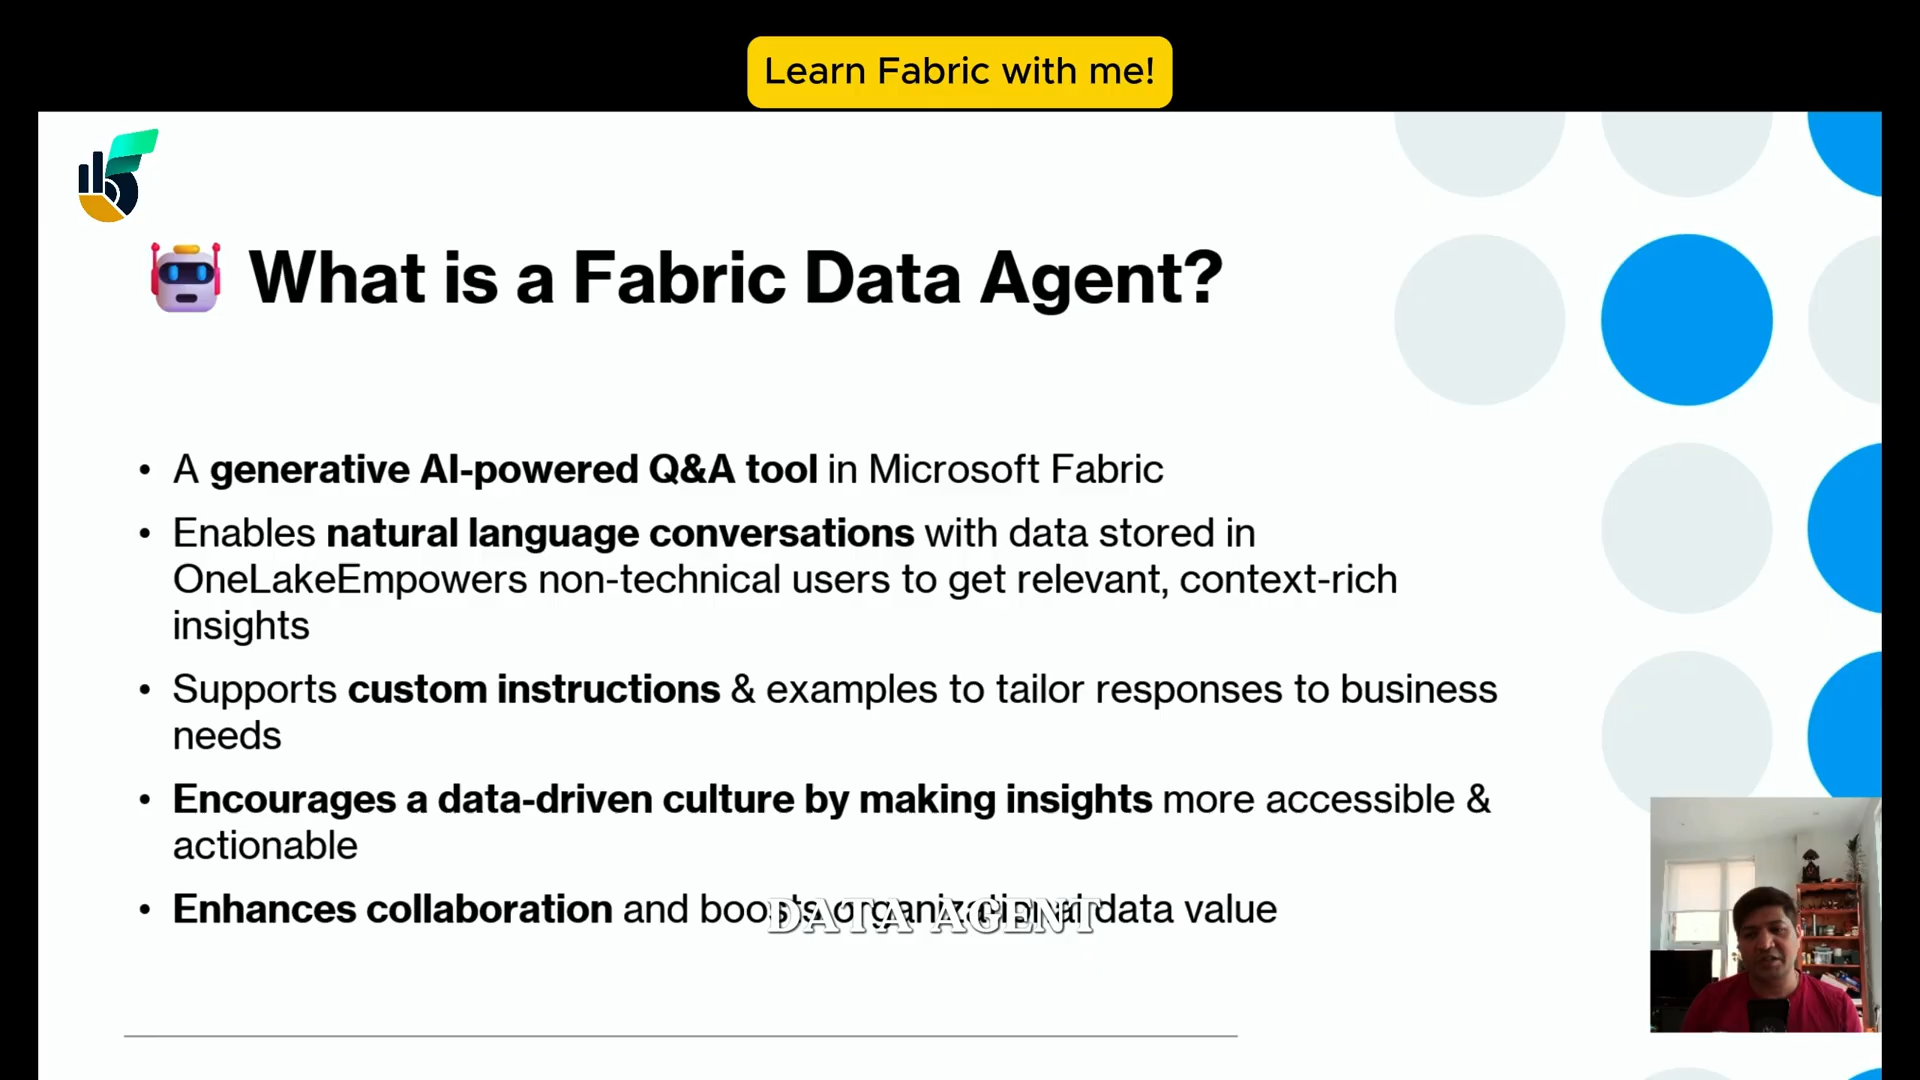 Learn Fabric with me!
What is a Fabric Data Agent?
• A generative AI-powered Q&A tool in Microsoft Fabric
• Enables natural language conversations with data stored in
OneLakeEmpowers non-technical users to get relevant, context-rich
insights
• Supports custom instructions & examples to tailor responses to business
needs
• Encourages a data-driven culture by making insights more accessible &
actionable
• Enhances collaboration and boosts organizational data value
DATA AGENT